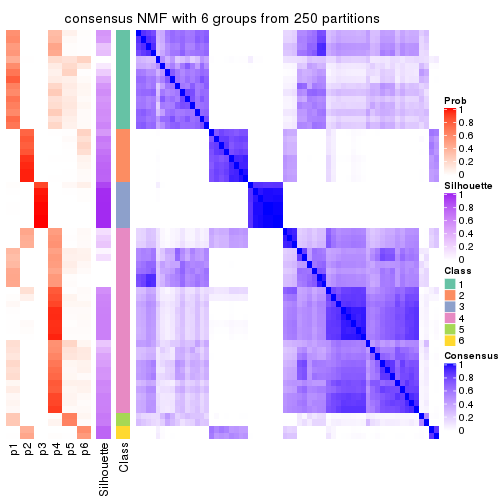 consensus NMF with 6 groups from 250 partitions
Prob
1
0.8
0.6
0.4
0.2
0
Silhouette
1
0.8
0.6
0.4
0.2
0
Class
1
2
3
4
5
6
Consensus
1
0.8
0.6
0.4
0.2
0
p1
p2
p3
p4
p5
p6
Silhouette
Class